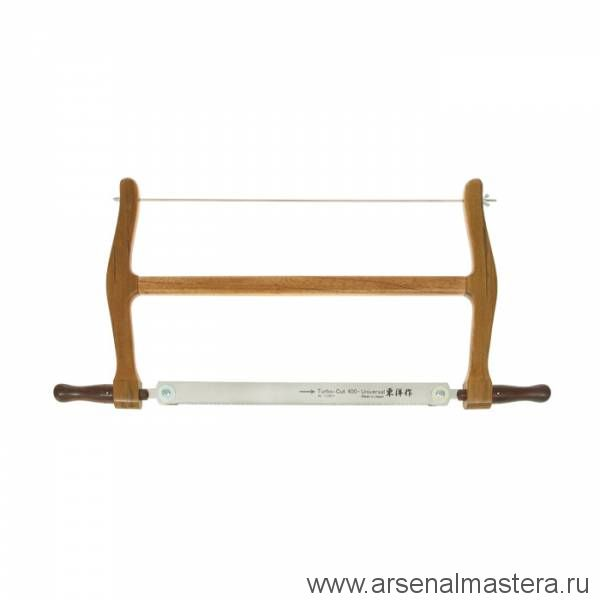 Turbo-Cut 400-Universal 東洋作
Made in Japan
www.arsenalmastera.ru